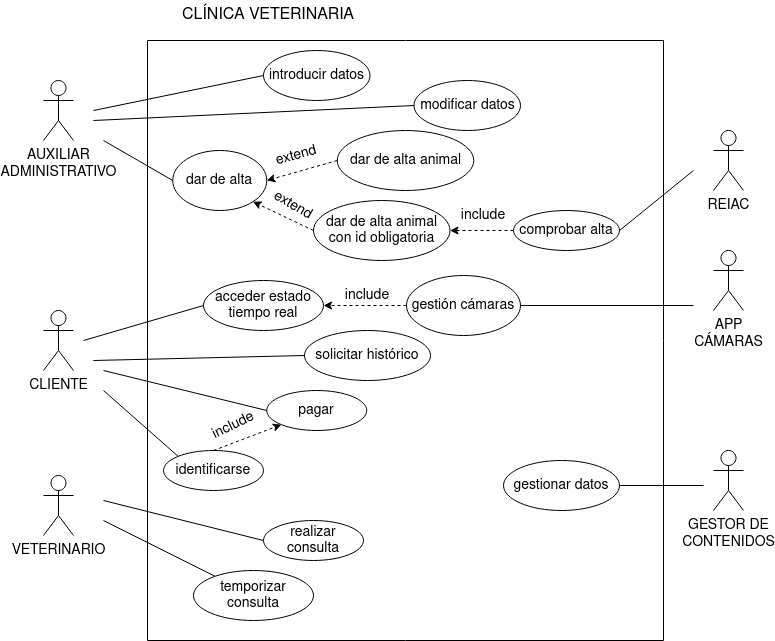 CLÍNICA VETERINARIA
introducir datos
modificar datos
AUXILIAR
ADMINISTRATIVO
extend
dar de alta animal
dar de alta
extend
dar de alta animal
con id obligatoria
include
comprobar alta
REIAC
acceder estado
tiempo real
include
gestión cámaras
APP
CÁMARAS
solicitar histórico
CLIENTE
pagar
include
identificarse
gestionar datos
GESTOR DE
CONTENIDOS
VETERINARIO
realizar
consulta
temporizar
consulta